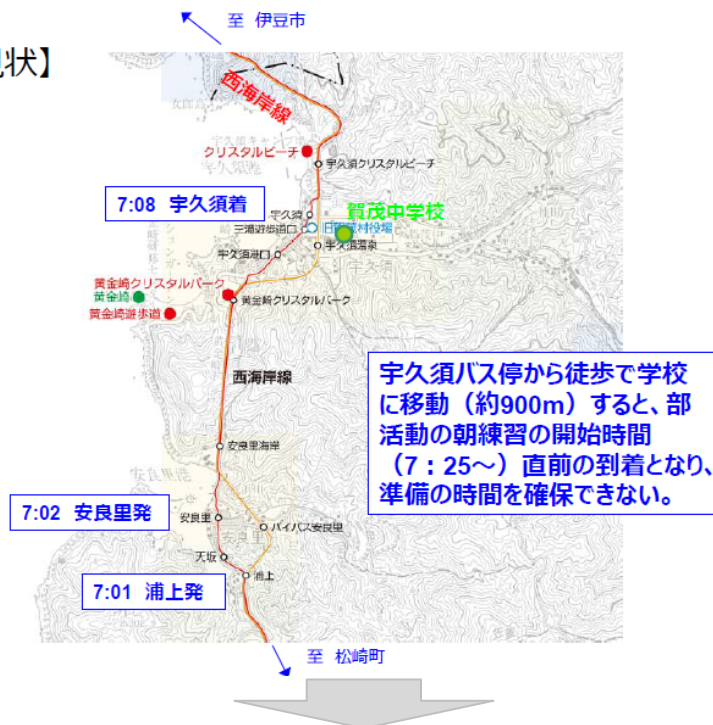 状】
至 伊豆市
西海岸線
クリスタルビーチ
宇久須クリスタルビーチ
7:08 宇久須着
宇久須
賀茂中学校
三浦遊歩道口
宇久須温泉
宇久須港口
黄金崎クリスタルパーク
黄金崎
黄金崎クリスタルパーク
黄金崎遊歩道
西海岸線
宇久須バス停から徒歩で学校
に移動（約900m）すると、部
活動の朝練習の開始時間
（7：25～）直前の到着となり、
準備の時間を確保できない。
安良里海岸
7:02 安良里発
安良里
バイパス安良里
安良里
天坂
浦上
7:01 浦上発
至 松崎町